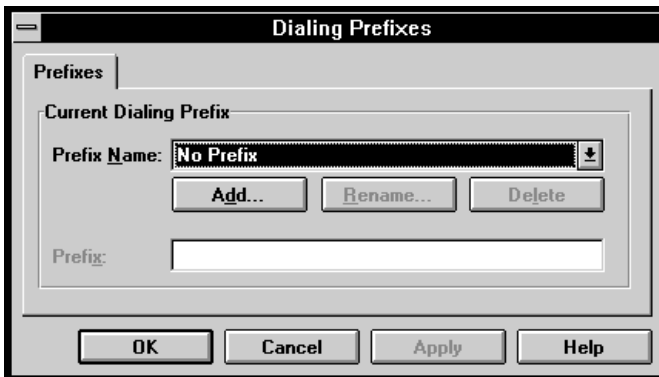 Dialing Prefixes
Prefixes
Current Dialing Prefix
Prefix Name: No Prefix
Add... Rename... Delete
Prefix:
OK Cancel Apply Help